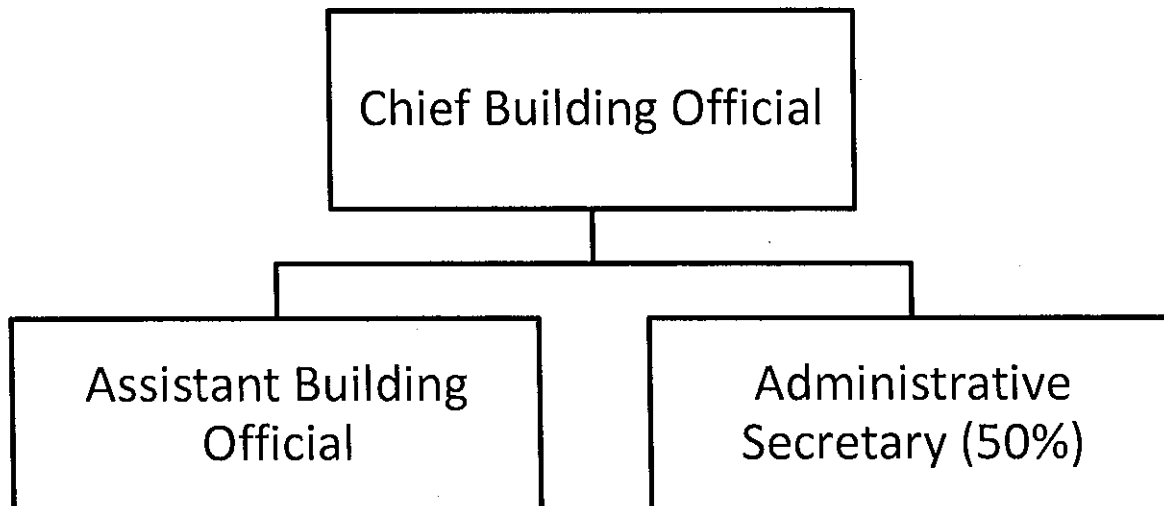 Chief Building Official
Assistant Building
Official
Administrative
Secretary (50%)